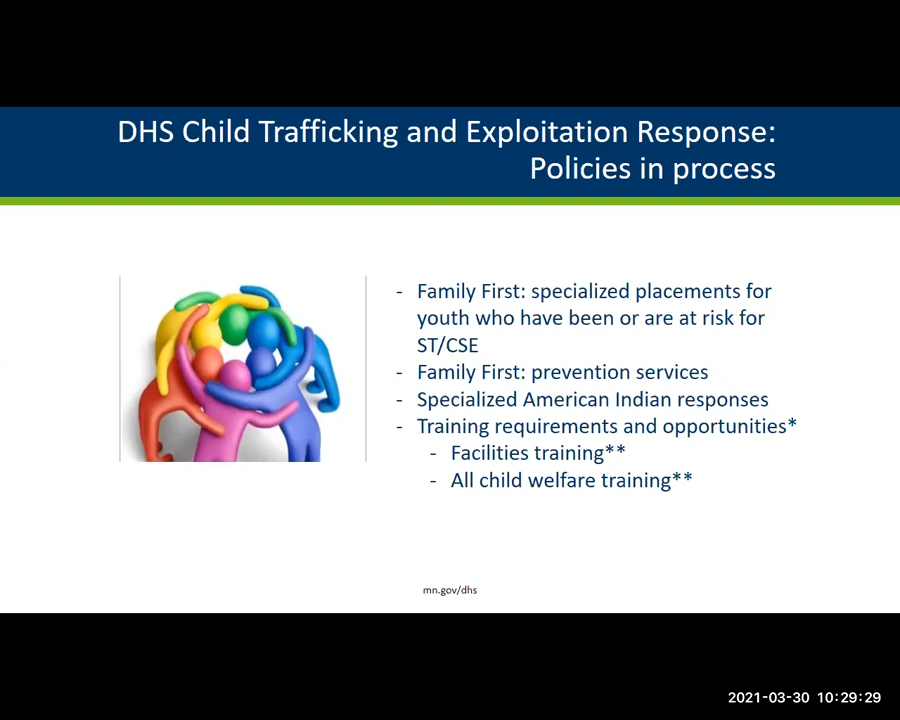 DHS Child Trafficking and Exploitation Response:
Policies in process
- Family First: specialized placements for
youth who have been or are at risk for
ST/CSE
- Family First: prevention services
- Specialized American Indian responses
- Training requirements and opportunities*
- Facilities training**
- All child welfare training**
mn.gov/dhs
2021-03-30 10:29:29